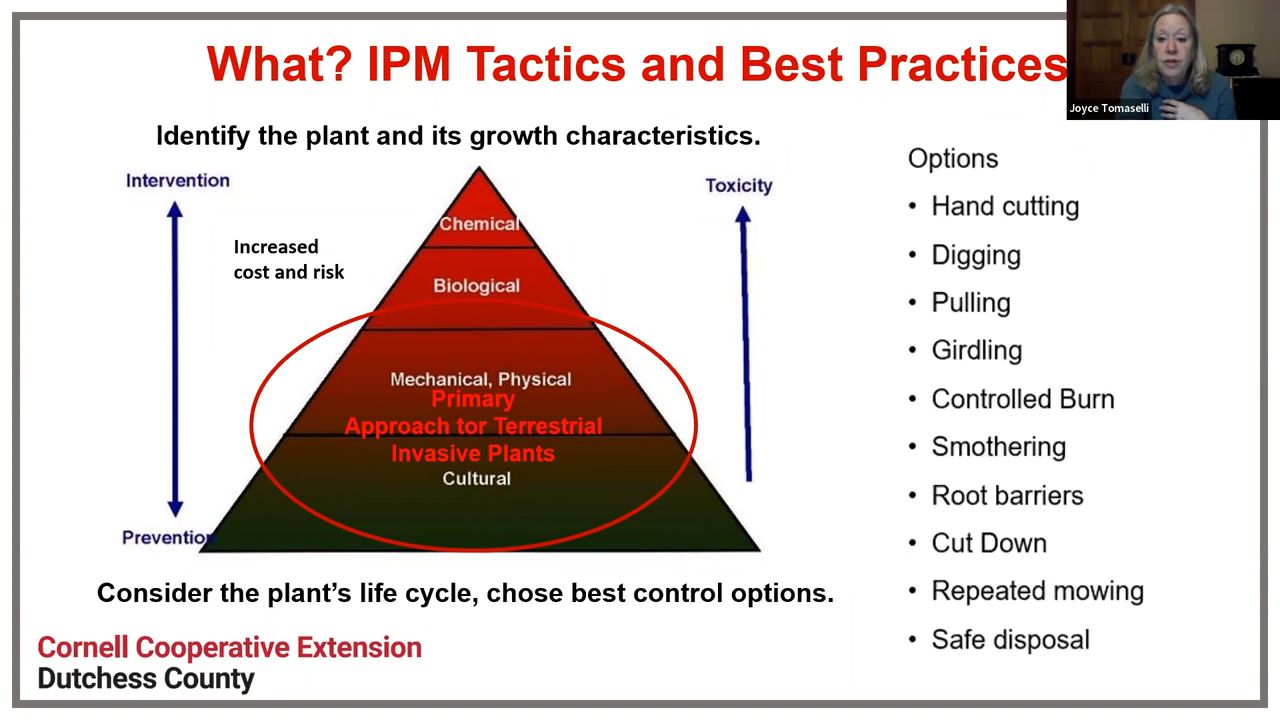 What? IPM Tactics and Best Practices
Joyce Tomaselli
Identify the plant and its growth characteristics.
Intervention
Toxicity
Increased
cost and risk
Chemical
Biological
Mechanical, Physical
Primary
Approach tor Terrestrial
Invasive Plants
Cultural
Prevention
Consider the plant’s life cycle, chose best control options.
Options
• Hand cutting
• Digging
• Pulling
• Girdling
• Controlled Burn
• Smothering
• Root barriers
• Cut Down
• Repeated mowing
• Safe disposal
Cornell Cooperative Extension
Dutchess County